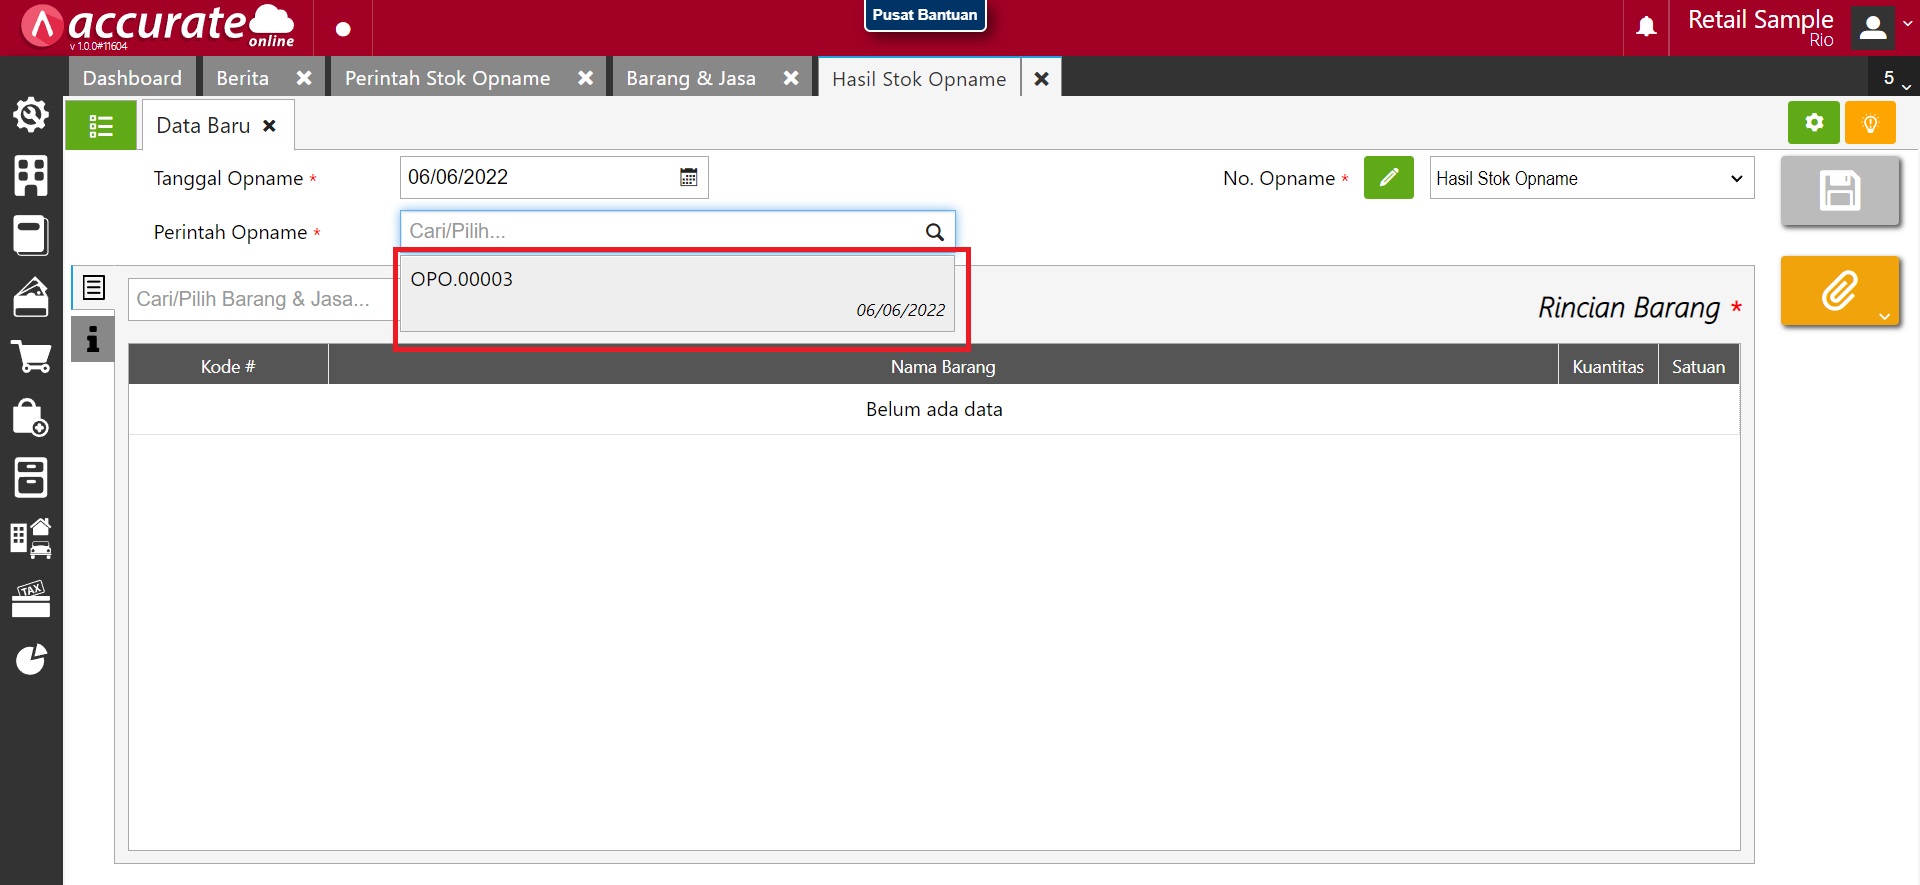 accurate
online
v 1.0.0#11604
Pusat Bantuan
Retail Sample
Rio
Dashboard
Berita
Perintah Stok Opname
Barang & Jasa
Hasil Stok Opname
5
Data Baru
Tanggal Opname *
06/06/2022
No. Opname *
Hasil Stok Opname
Perintah Opname *
Cari/Pilih...
OPO.00003
06/06/2022
Cari/Pilih Barang & Jasa...
Rincian Barang *
Kode #
Nama Barang
Kuantitas
Satuan
Belum ada data
TAX